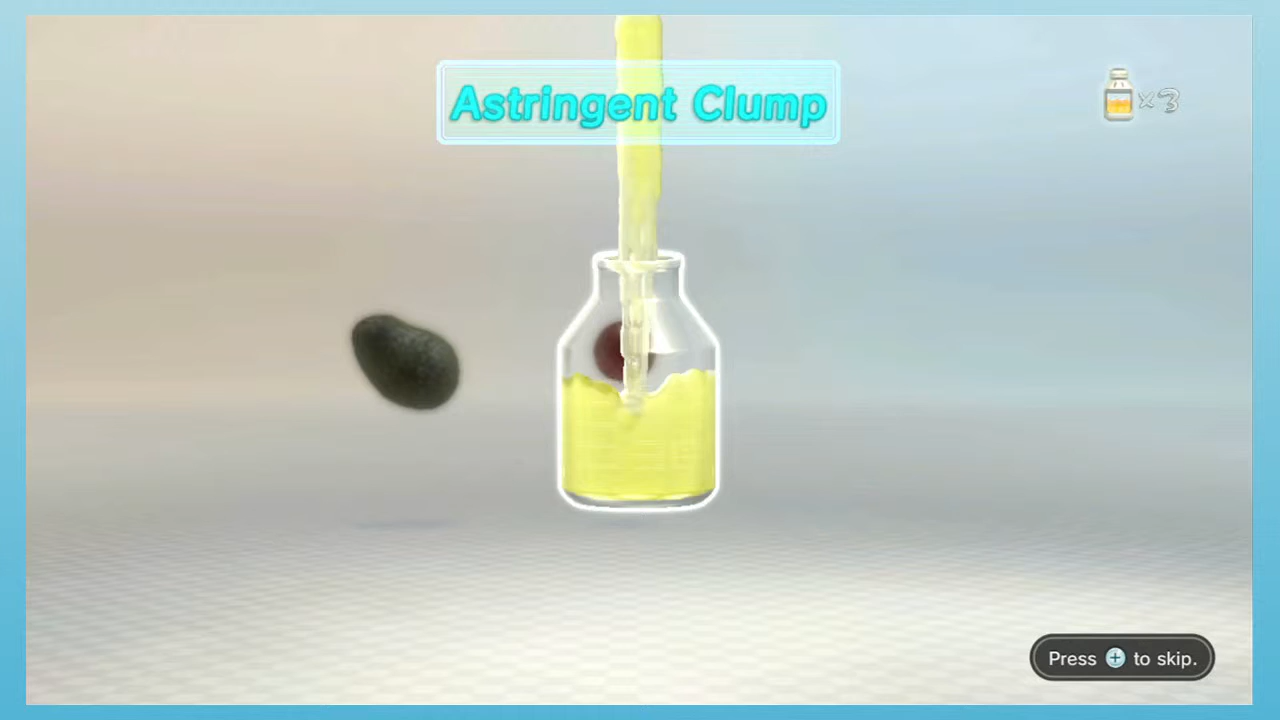 Astringent Clump
×3
Press + to skip.